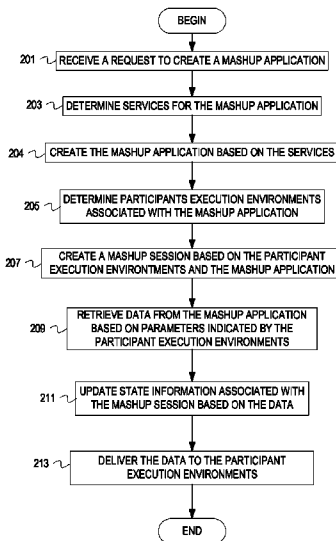 BEGIN
201
RECEIVE A REQUEST TO CREATE A MASHUP APPLICATION
203
DETERMINE SERVICES FOR THE MASHUP APPLICATION
204
CREATE THE MASHUP APPLICATION BASED ON THE SERVICES
205
DETERMINE PARTICIPANTS EXECUTION ENVIRONMENTS
ASSOCIATED WITH THE MASHUP APPLICATION
207
CREATE A MASHUP SESSION BASED ON THE PARTICIPANT
EXECUTION ENVIRONTMENTS AND THE MASHUP APPLICATION
209
RETRIEVE DATA FROM THE MASHUP APPLICATION
BASED ON PARAMETERS INDICATED BY THE
PARTICIPANT EXECUTION ENVIRONMENTS
211
UPDATE STATE INFORMATION ASSOCIATED WITH
THE MASHUP SESSION BASED ON THE DATA
213
DELIVER THE DATA TO THE PARTICIPANT
EXECUTION ENVIRONMENTS
END